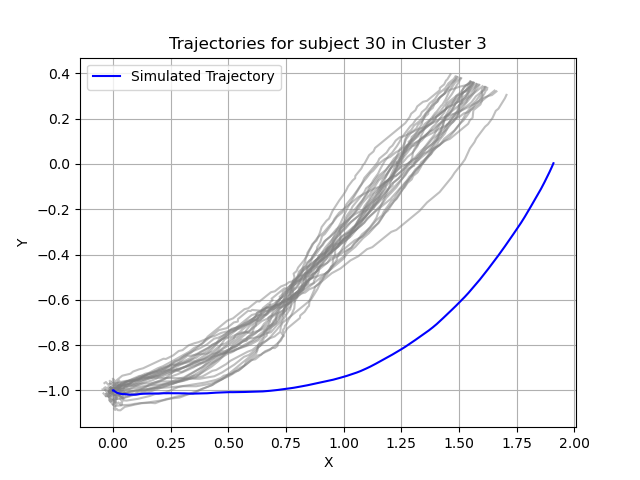 Trajectories for subject 30 in Cluster 3
Simulated Trajectory
Y
0.4
0.2
0.0
−0.2
−0.4
−0.6
−0.8
−1.0
0.00 0.25 0.50 0.75 1.00 1.25 1.50 1.75 2.00
X